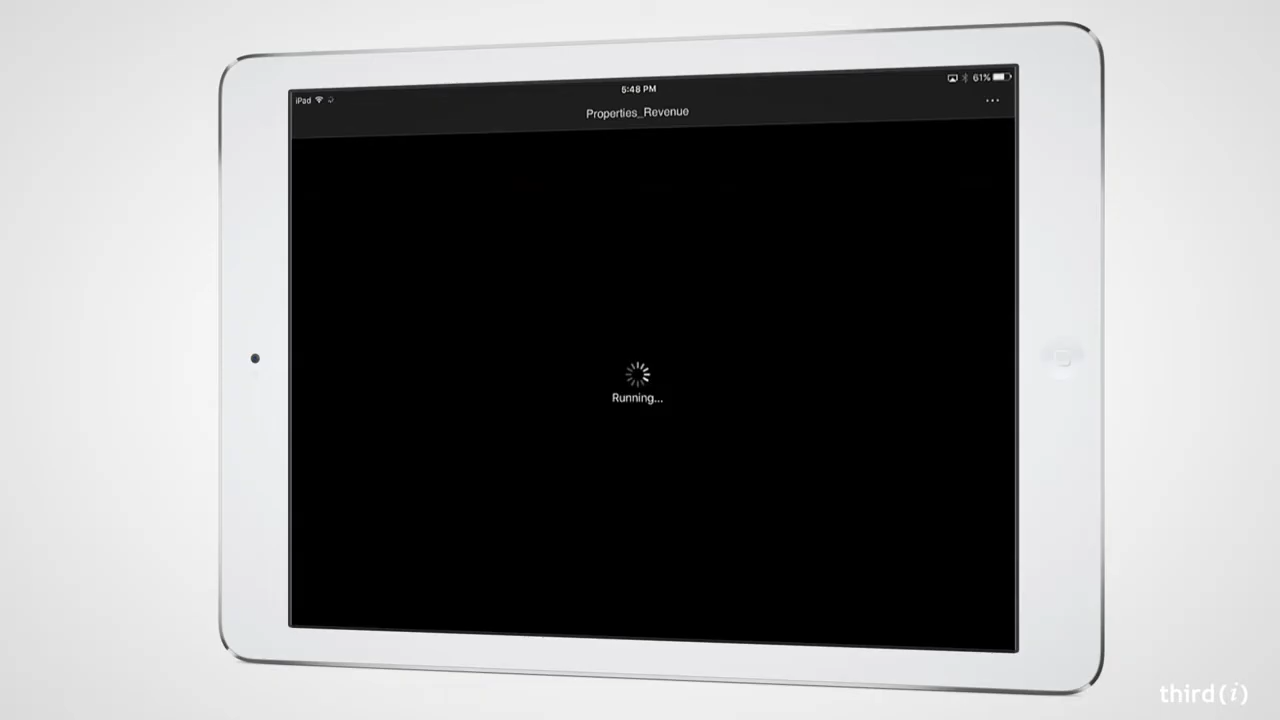 5:48 PM
iPad
61%
Properties_Revenue
...
Running...
third(i)